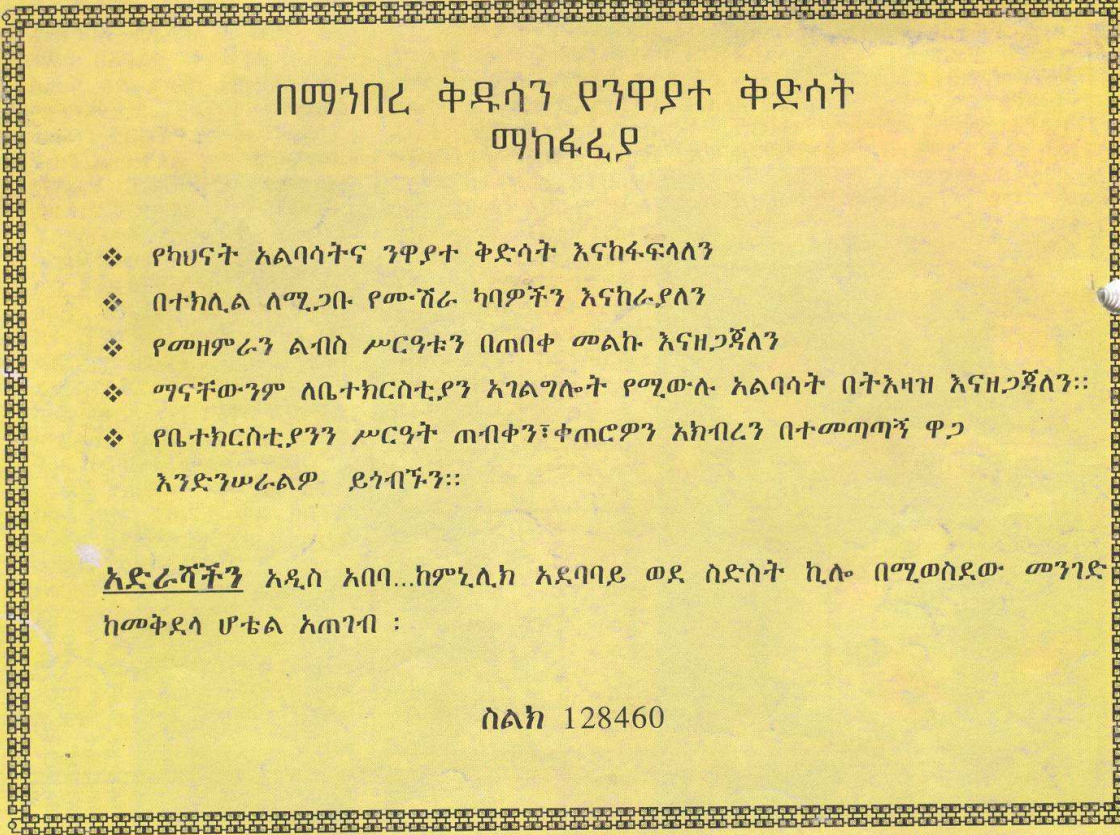 በማኅበረ ቅዱሳን የንዋያተ ቅድሳት
ማከፋፈያ
❖ የካህናት አልባሳትና ንዋያተ ቅድሳት እናከፋፍላለን
❖ በተክሊል ለሚጋቡ የሙሽራ ካባዎችን እናከራያለን
❖ የመዘምራን ልብስ ሥርዓቱን በጠበቀ መልኩ እናዘጋጃለን
❖ ማናቸውንም ለቤተክርስቲያን አገልግሎት የሚውሉ አልባሳት በትእዛዝ እናዘጋጃለን።
❖ የቤተክርስቲያንን ሥርዓት ጠብቀን፣ቀጠሮዎን አክብረን በተመጣጣኝ ዋጋ
እንድንሠራልዎ ይጎብኙን።
አድራሻችን አዲስ አበባ...ከምኒሊክ አደባባይ ወደ ስድስት ኪሎ በሚወስደው መንገድ
ከመቅደላ ሆቴል አጠገብ ፡
ስልክ 128460